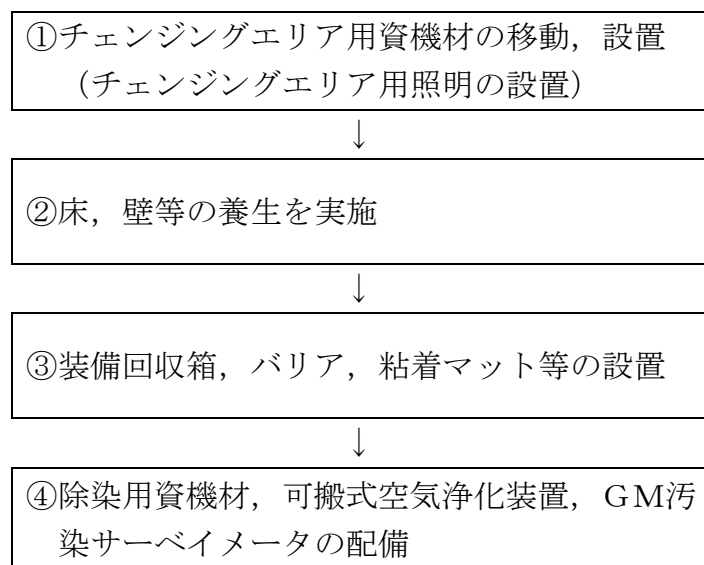 ①チェンジングエリア用資機材の移動，設置
（チェンジングエリア用照明の設置）
↓
②床，壁等の養生を実施
↓
③装備回収箱，バリア，粘着マット等の設置
↓
④除染用資機材，可搬式空気浄化装置，ＧＭ汚
染サーベイメータの配備